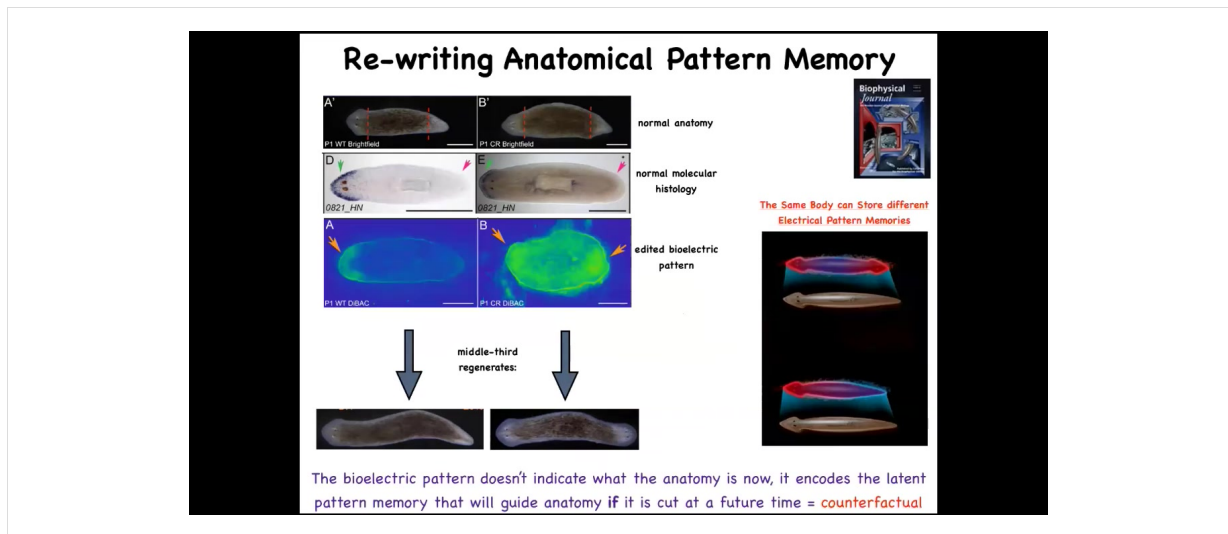 Re-writing Anatomical Pattern Memory
A'
P1 WT Brightfield
B'
P1 CR Brightfield
normal anatomy
Biophysical
Journal
D
0821_HN
E
0821_HN
normal molecular
histology
The Same Body can Store different
Electrical Pattern Memories
A
P1 WT DiBAC
B
P1 CR DiBAC
edited bioelectric
pattern
middle-third
regenerates:
The bioelectric pattern doesn't indicate what the anatomy is now, it encodes the latent
pattern memory that will guide anatomy if it is cut at a future time = counterfactual